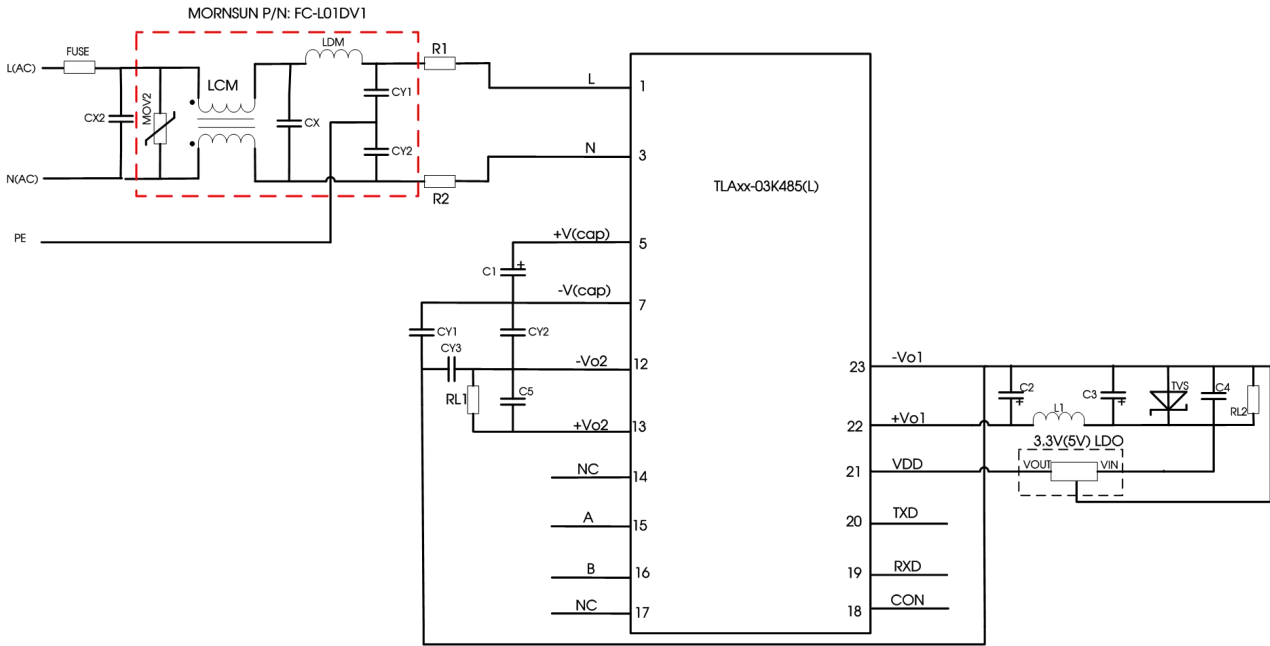 MORNSUN P/N: FC-L01DV1
FUSE
L(AC)
LCM
LDM
R1
CX2
MOV2
CX
CY1
CY2
N(AC)
R2
PE
L
1
N
3
TLAxx-03K485(L)
+V(cap)
5
C1
+
-V(cap)
7
CY1
CY2
CY3
-Vo2
12
RL1
C5
+Vo2
13
NC
14
A
15
B
16
NC
17
23
-Vo1
C2
+
L1
C3
+
TVS
C4
RL2
22
+Vo1
3.3V(5V) LDO
21
VDD
VOUT
VIN
20
TXD
19
RXD
18
CON